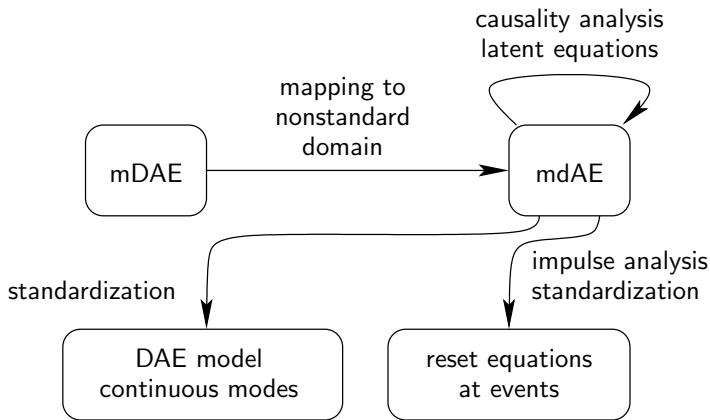 causality analysis
latent equations
mapping to
nonstandard
domain
mDAE
mdAE
standardization
impulse analysis
standardization
DAE model
continuous modes
reset equations
at events